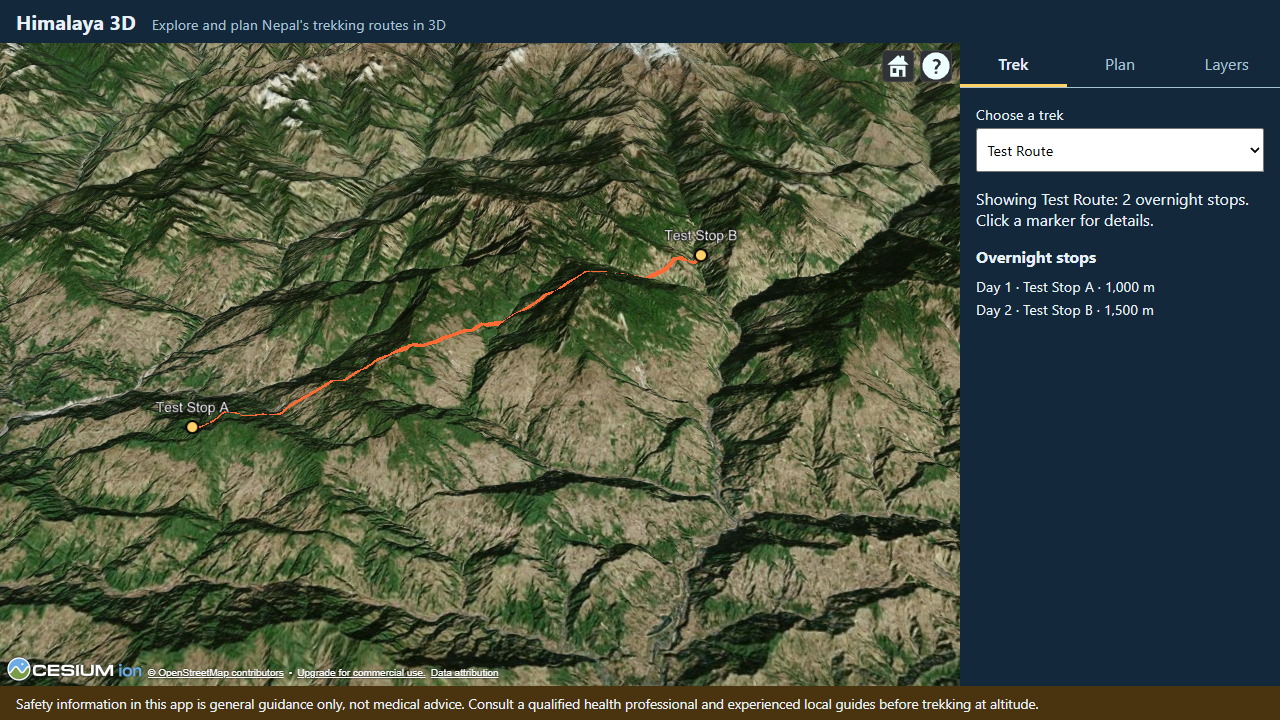 Himalaya 3D Explore and plan Nepal's trekking routes in 3D
?
Trek Plan Layers
Choose a trek
Test Route
Showing Test Route: 2 overnight stops.
Click a marker for details.
Overnight stops
Day 1 · Test Stop A · 1,000 m
Day 2 · Test Stop B · 1,500 m
Test Stop B
Test Stop A
CESIUM ion © OpenStreetMap contributors • Upgrade for commercial use. Data attribution
Safety information in this app is general guidance only, not medical advice. Consult a qualified health professional and experienced local guides before trekking at altitude.